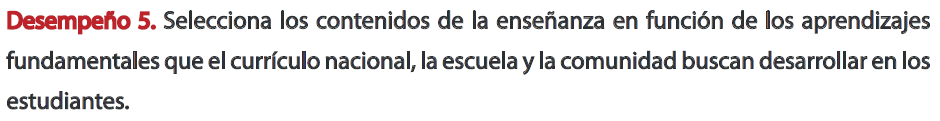 Desempeño 5. Selecciona los contenidos de la enseñanza en función de los aprendizajes
fundamentales que el currículo nacional, la escuela y la comunidad buscan desarrollar en los
estudiantes.